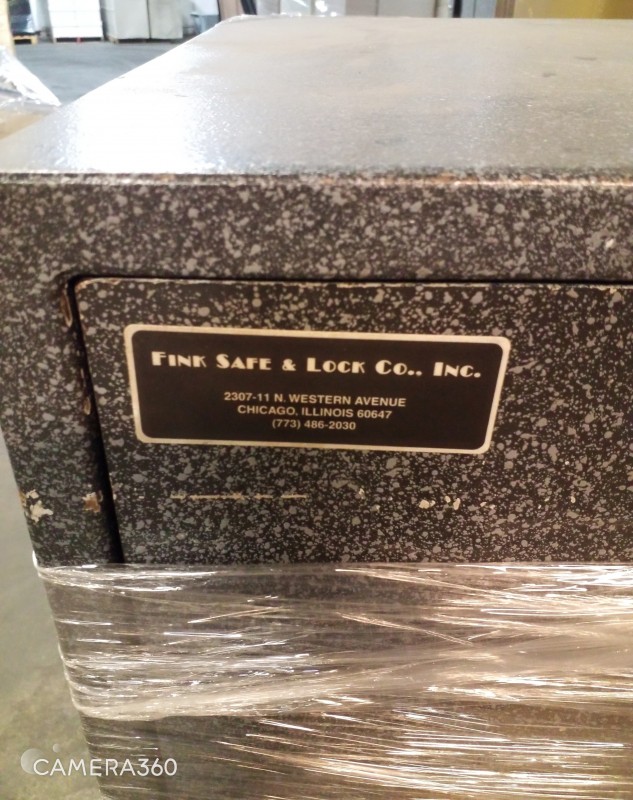 FINK SAFE & LOCK CO., INC.
2307-11 N. WESTERN AVENUE
CHICAGO, ILLINOIS 60647
(773) 486-2030
CAMERA360